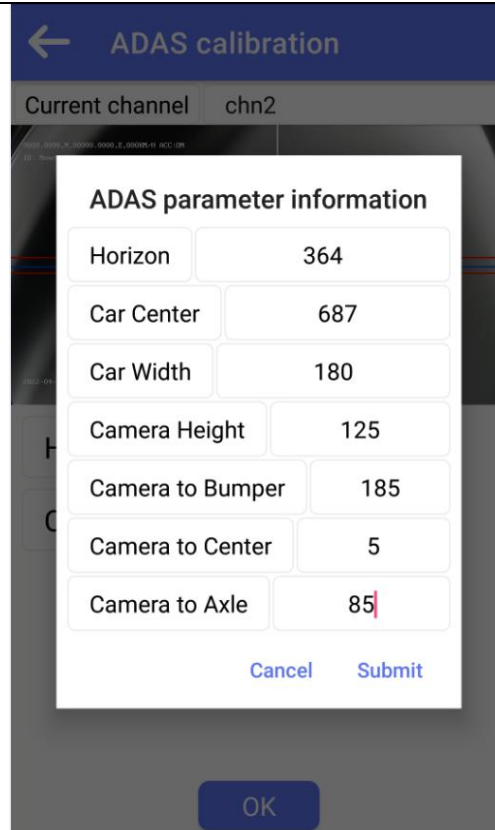 ADAS calibration
Current channel chn2
ADAS parameter information
Horizon 364
Car Center 687
Car Width 180
Camera Height 125
Camera to Bumper 185
Camera to Center 5
Camera to Axle 85
Cancel Submit
OK